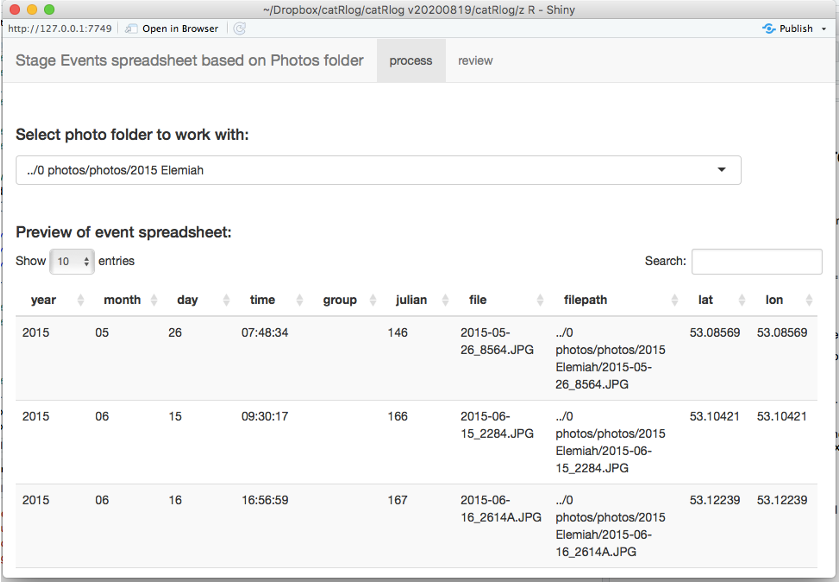 ~/Dropbox/catRlog/catRlog v20200819/catRlog/z R - Shiny
http://127.0.0.1:7749 Open in Browser Publish
Stage Events spreadsheet based on Photos folder process review
Select photo folder to work with:
../0 photos/photos/2015 Elemiah
Preview of event spreadsheet:
Show 10 entries Search:
year month day time group julian file filepath lat lon
2015 05 26 07:48:34 146 2015-05- ../0 53.08569 53.08569
26_8564.JPG photos/photos/2015
Elemiah/2015-05-
26_8564.JPG
2015 06 15 09:30:17 166 2015-06- ../0 53.10421 53.10421
15_2284.JPG photos/photos/2015
Elemiah/2015-06-
15_2284.JPG
2015 06 16 16:56:59 167 2015-06- ../0 53.12239 53.12239
16_2614A.JPG photos/photos/2015
Elemiah/2015-06-
16_2614A.JPG